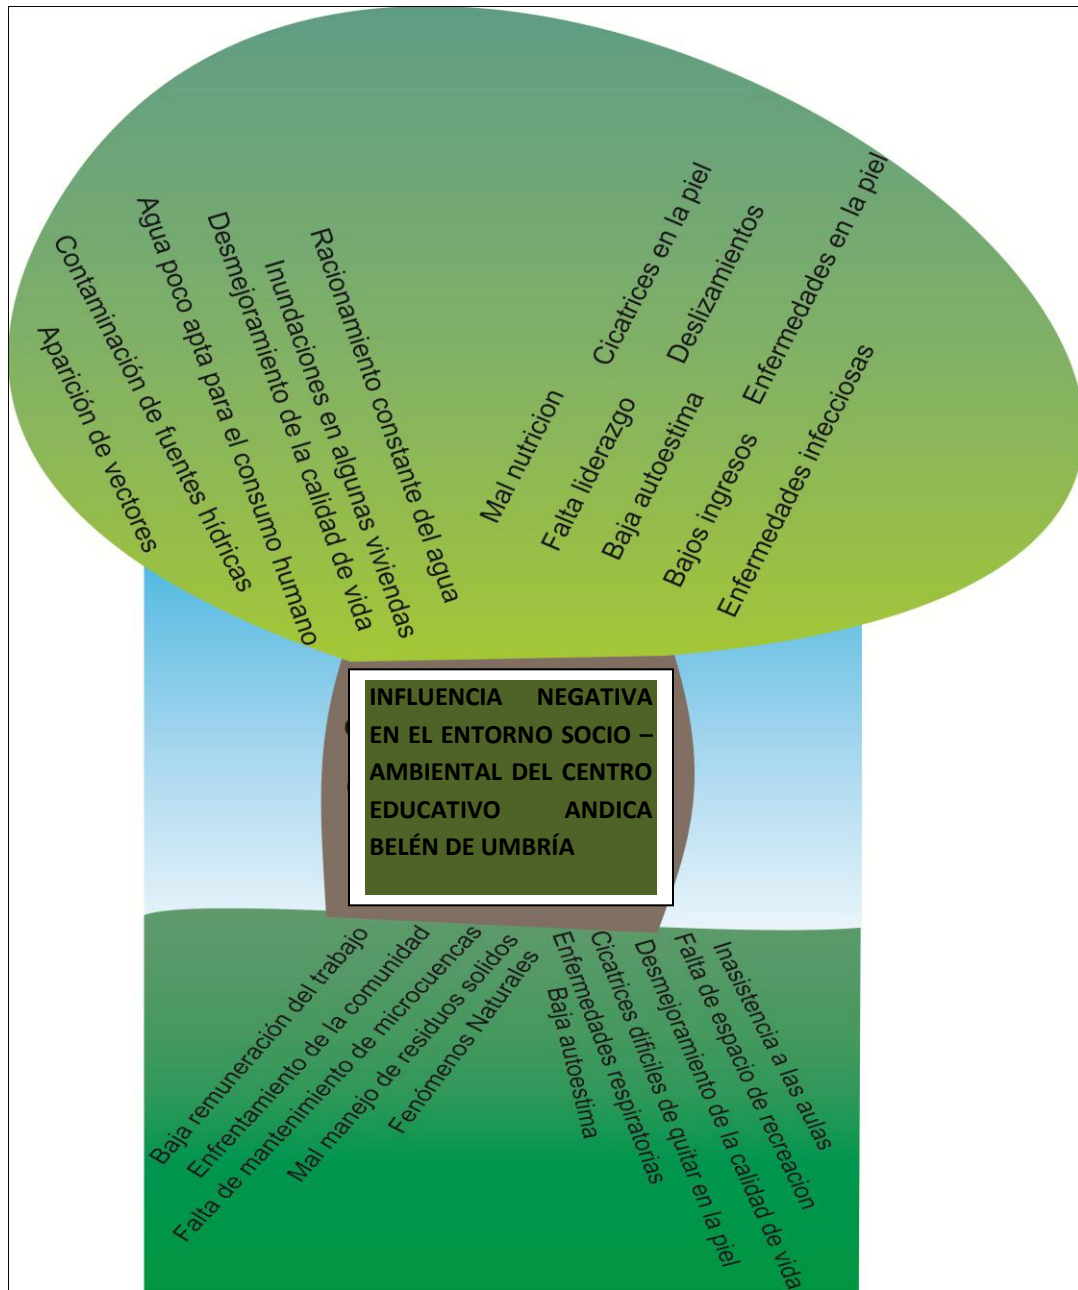 Aparición de vectores
Contaminación de fuentes hídricas
Agua poco apta para el consumo humano
Desmejoramiento de la calidad de vida
Inundaciones en algunas viviendas
Racionamiento constante del agua
Mal nutricion
Cicatrices en la piel
Falta liderazgo
Deslizamientos
Baja autoestima
Bajos ingresos
Enfermedades en la piel
Enfermedades infecciosas
INFLUENCIA NEGATIVA
EN EL ENTORNO SOCIO –
AMBIENTAL DEL CENTRO
EDUCATIVO ANDICA
BELÉN DE UMBRÍA
Baja remuneración del trabajo
Enfrentamiento de la comunidad
Falta de mantenimiento de microcuencas
Mal manejo de residuos solidos
Fenómenos Naturales
Baja autoestima
Enfermedades respiratorias
Cicatrices dificiles de quitar en la piel
Desmejoramiento de la calidad de vida
Falta de espacio de recreacion
Inasistencia a las aulas